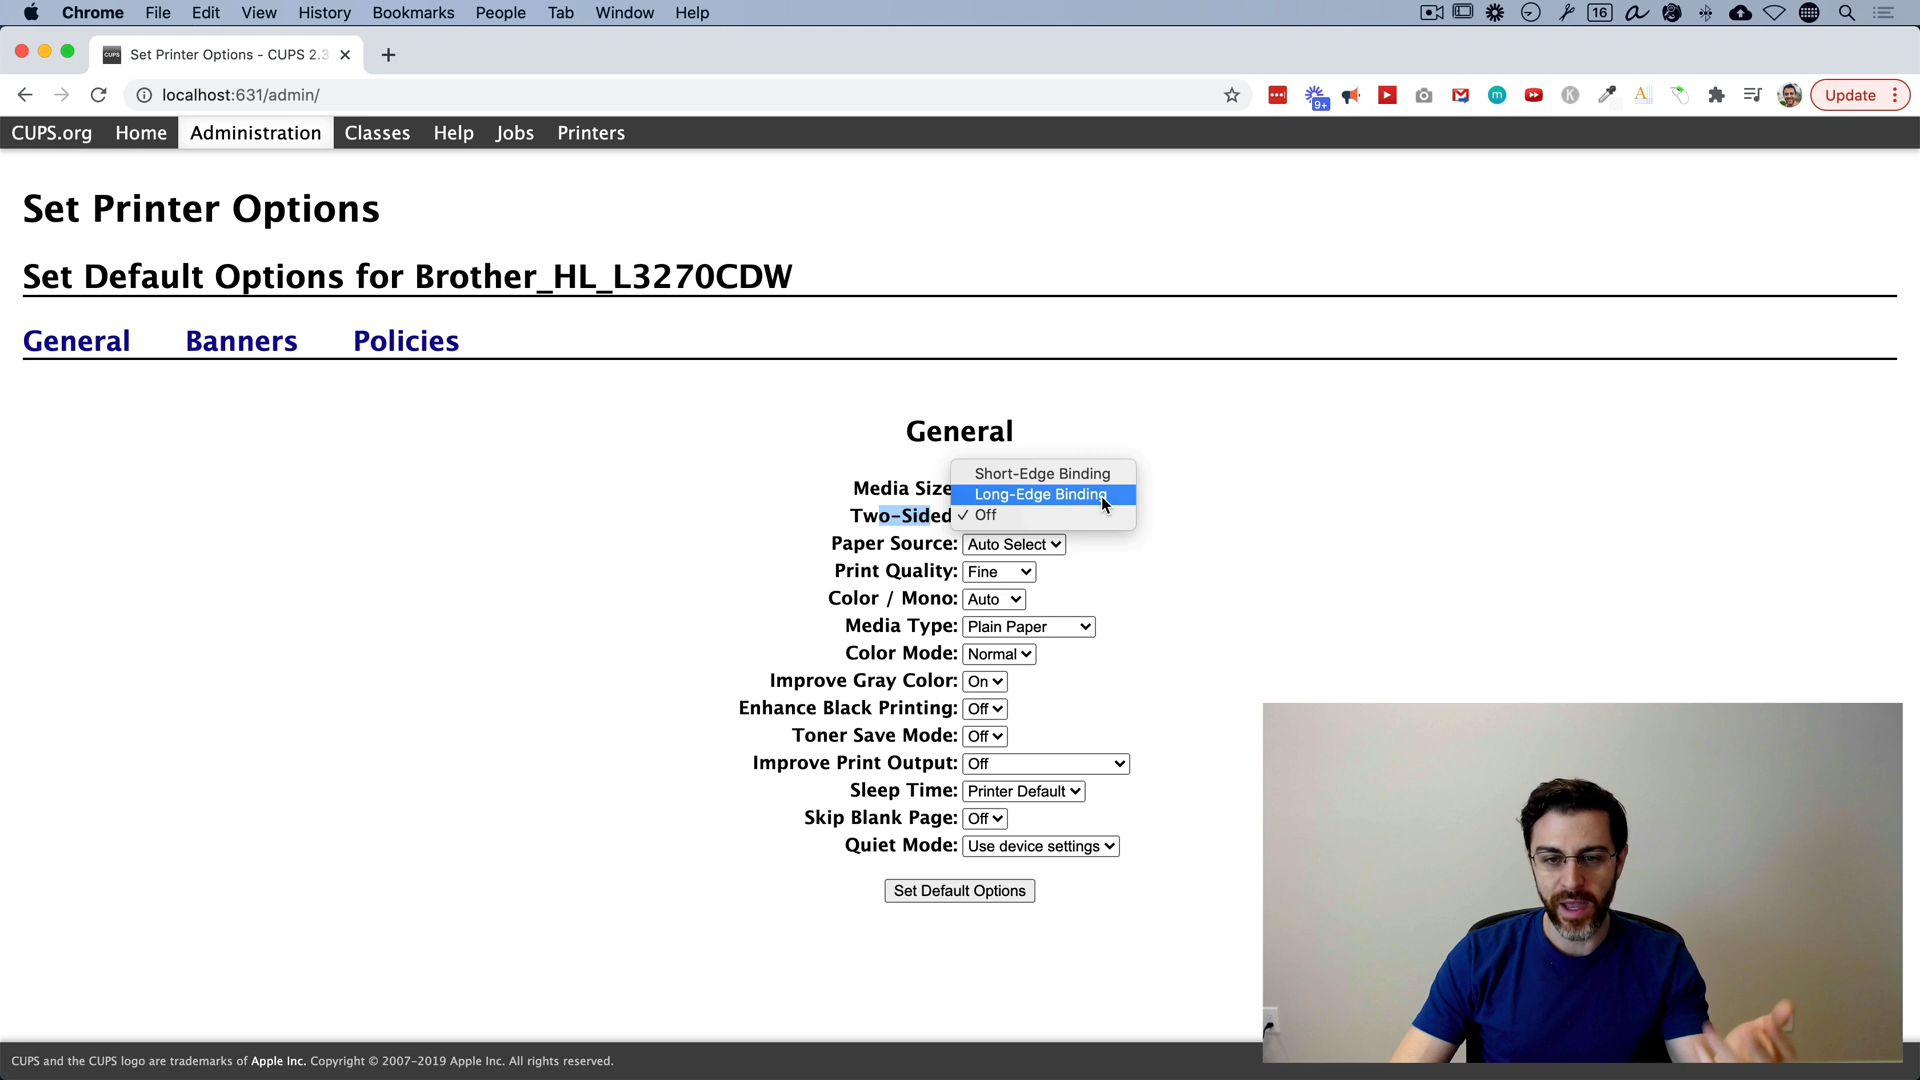 Chrome File Edit View History Bookmarks People Tab Window Help 16
CUPS Set Printer Options - CUPS 2.3
localhost:631/admin/ 9+ Update
CUPS.org Home Administration Classes Help Jobs Printers
Set Printer Options
Set Default Options for Brother_HL_L3270CDW
General Banners Policies
General
Short-Edge Binding
Media Size
Long-Edge Binding
Two-Sided ✓ Off
Paper Source: Auto Select
Print Quality: Fine
Color / Mono: Auto
Media Type: Plain Paper
Color Mode: Normal
Improve Gray Color: On
Enhance Black Printing: Off
Toner Save Mode: Off
Improve Print Output: Off
Sleep Time: Printer Default
Skip Blank Page: Off
Quiet Mode: Use device settings
Set Default Options
CUPS and the CUPS logo are trademarks of Apple Inc. Copyright © 2007-2019 Apple Inc. All rights reserved.